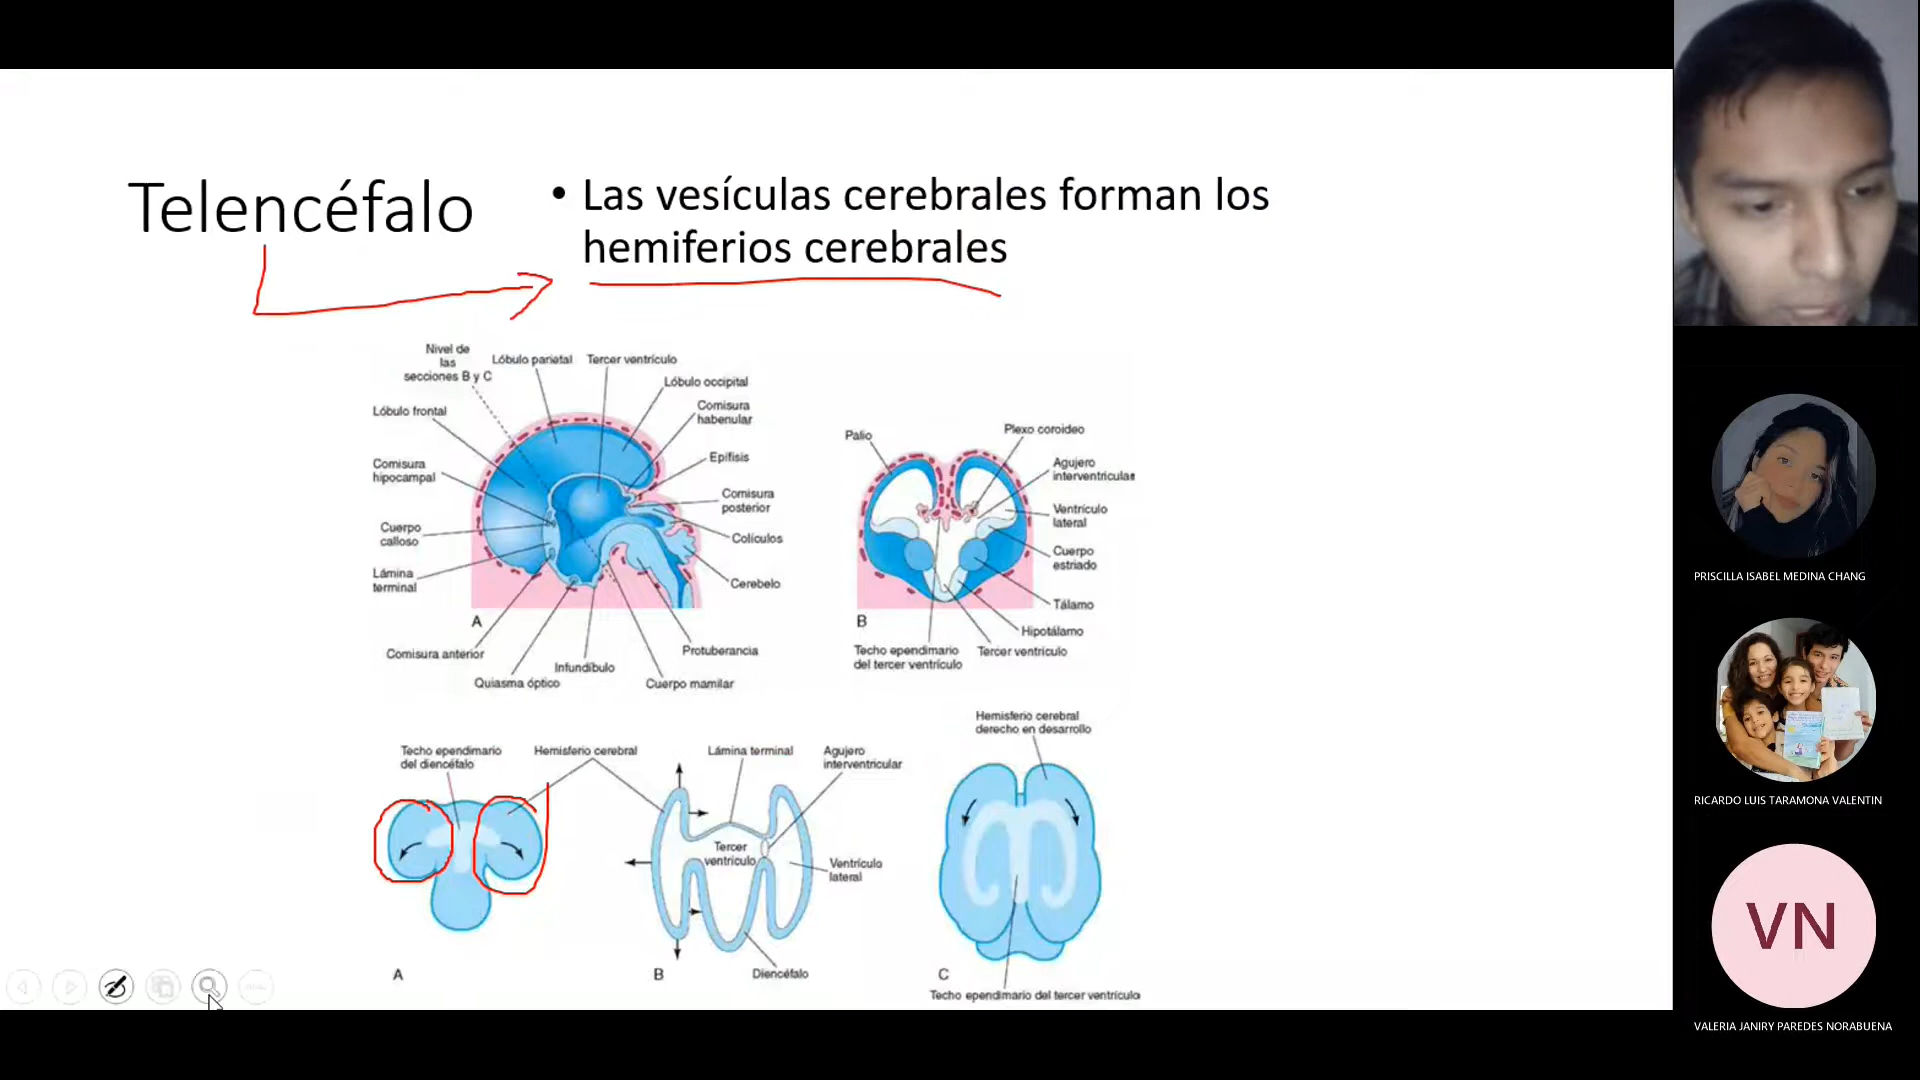 Telencéfalo
• Las vesículas cerebrales forman los
hemiferios cerebrales
Nivel de
las
secciones B y C
Lóbulo parietal
Tercer ventrículo
Lóbulo occipital
Comisura
habenular
Lóbulo frontal
Epífisis
Comisura
hipocampal
Comisura
posterior
Cuerpo
calloso
Colículos
Lámina
terminal
Cerebelo
A
Comisura anterior
Protuberancia
Infundíbulo
Quiasma óptico
Cuerpo mamilar
Palio
Plexo coroideo
Agujero
interventricular
Ventrículo
lateral
Cuerpo
estriado
Tálamo
B
Hipotálamo
Techo ependimario
del tercer ventrículo
Tercer ventrículo
Techo ependimario
del diencéfalo
Hemisferio cerebral
A
Lámina terminal
Agujero
interventricular
Tercer
ventrículo
Ventrículo
lateral
B
Diencéfalo
Hemisferio cerebral
derecho en desarrollo
C
Techo ependimario del tercer ventrículo
PRISCILLA ISABEL MEDINA CHANG
RICARDO LUIS TARAMONA VALENTIN
VN
VALERIA JANIRY PAREDES NORABUENA